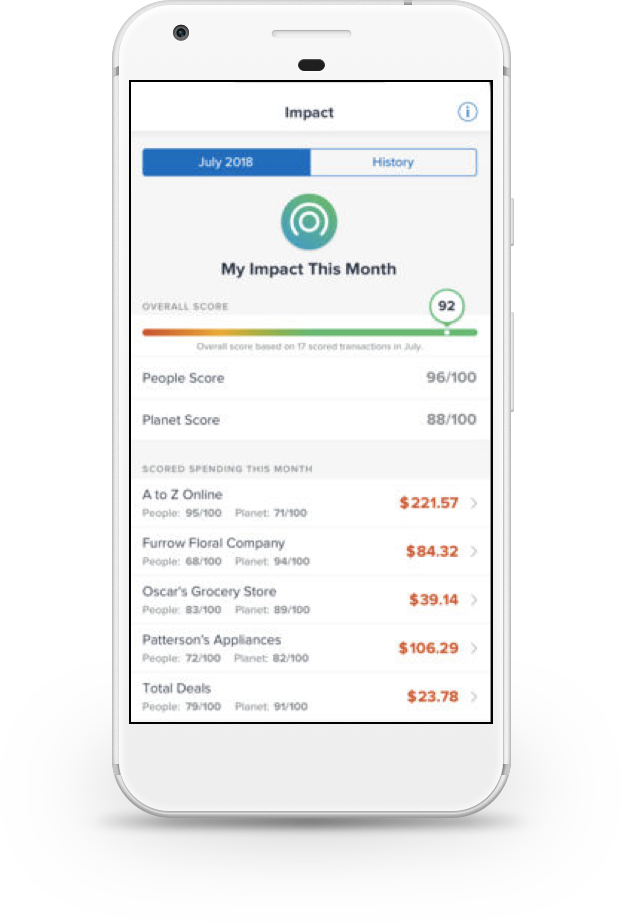 Impact
July 2018 History
My Impact This Month
OVERALL SCORE 92
Overall score based on 17 scored transactions in July.
People Score 96/100
Planet Score 88/100
SCORED SPENDING THIS MONTH
A to Z Online $221.57
People: 95/100 Planet: 71/100
Furrow Floral Company $84.32
People: 68/100 Planet: 94/100
Oscar's Grocery Store $39.14
People: 83/100 Planet: 89/100
Patterson's Appliances $106.29
People: 72/100 Planet: 82/100
Total Deals $23.78
People: 79/100 Planet: 91/100